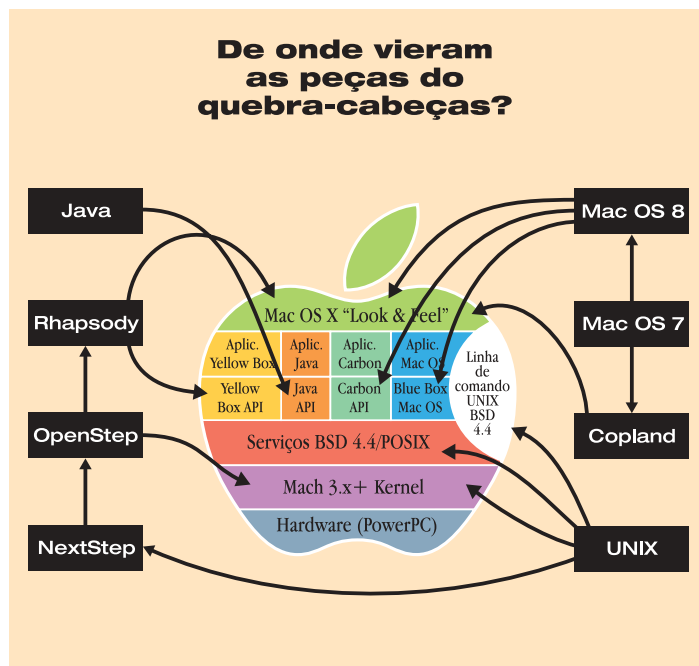 De onde vieram
as peças do
quebra-cabeças?
Java
Rhapsody
OpenStep
NextStep
Mac OS 8
Mac OS 7
Copland
UNIX
Mac OS X “Look & Feel”
Aplic.
Yellow Box
Aplic.
Java
Aplic.
Carbon
Aplic.
Mac OS
Yellow
Box API
Java
API
Carbon
API
Blue Box
Mac OS
Linha
de
comando
UNIX
BSD
4.4
Serviços BSD 4.4/POSIX
Mach 3.x+ Kernel
Hardware (PowerPC)